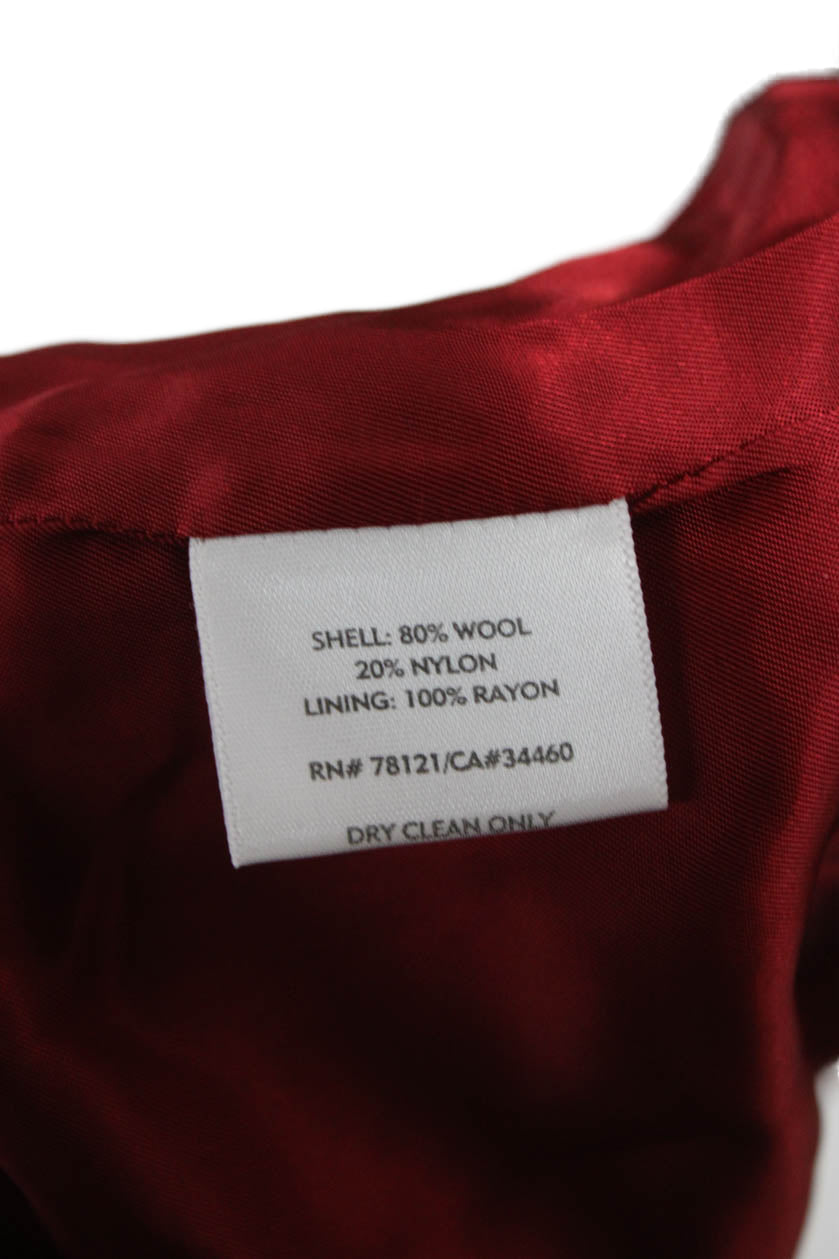 SHELL: 80% WOOL
20% NYLON
LINING: 100% RAYON
RN# 78121/CA#34460
DRY CLEAN ONLY